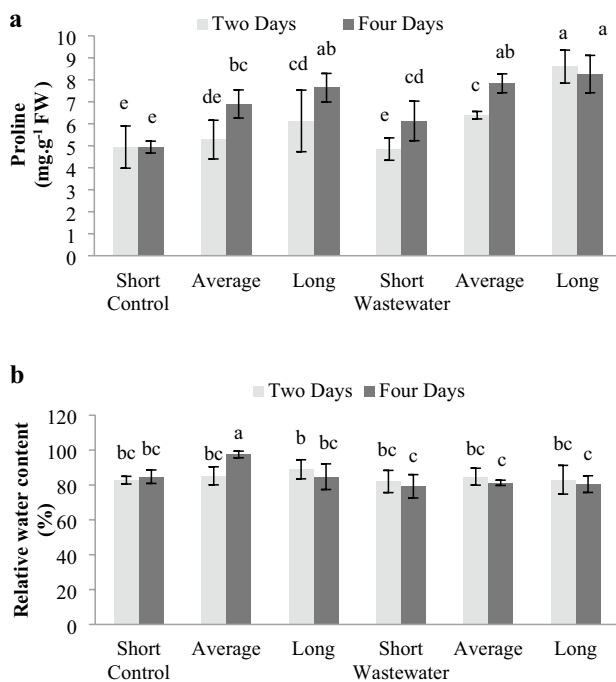 a
Two Days Four Days
Proline
(mg.g-1 FW)
10
9
8
7
6
5
4
3
2
1
0
e e de bc cd ab e cd c ab a a
Short Average Long Short Average Long
Control Wastewater
b
Two Days Four Days
Relative water content
(%)
120
100
80
60
40
20
0
bc bc bc a b bc bc c bc c bc c
Short Average Long Short Average Long
Control Wastewater